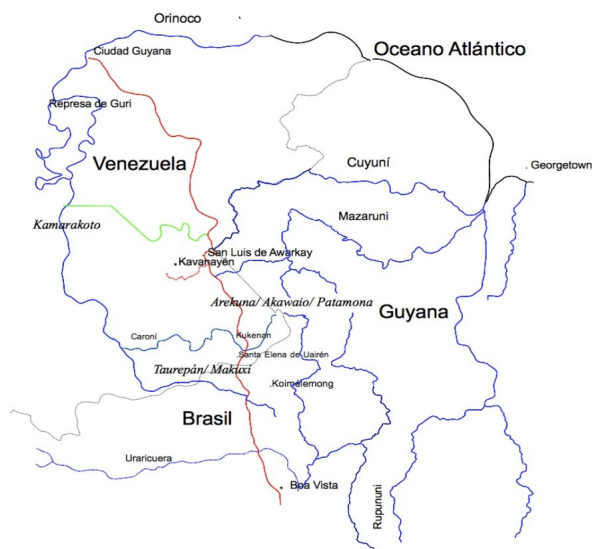 Orinoco
Oceano Atlántico
Ciudad Guyana
Represa de Guri
Venezuela
Cuyuní
Georgetown
Mazaruni
Kamarakoto
San Luis de Awarkay
Kavanayén
Arekuna/ Akawaio/ Patamona
Guyana
Caroní
Kukenan
Santa Elena de Uairén
Taurepán/ Makuxí
Koimélemong
Brasil
Uraricuera
Boa Vista
Rupununi